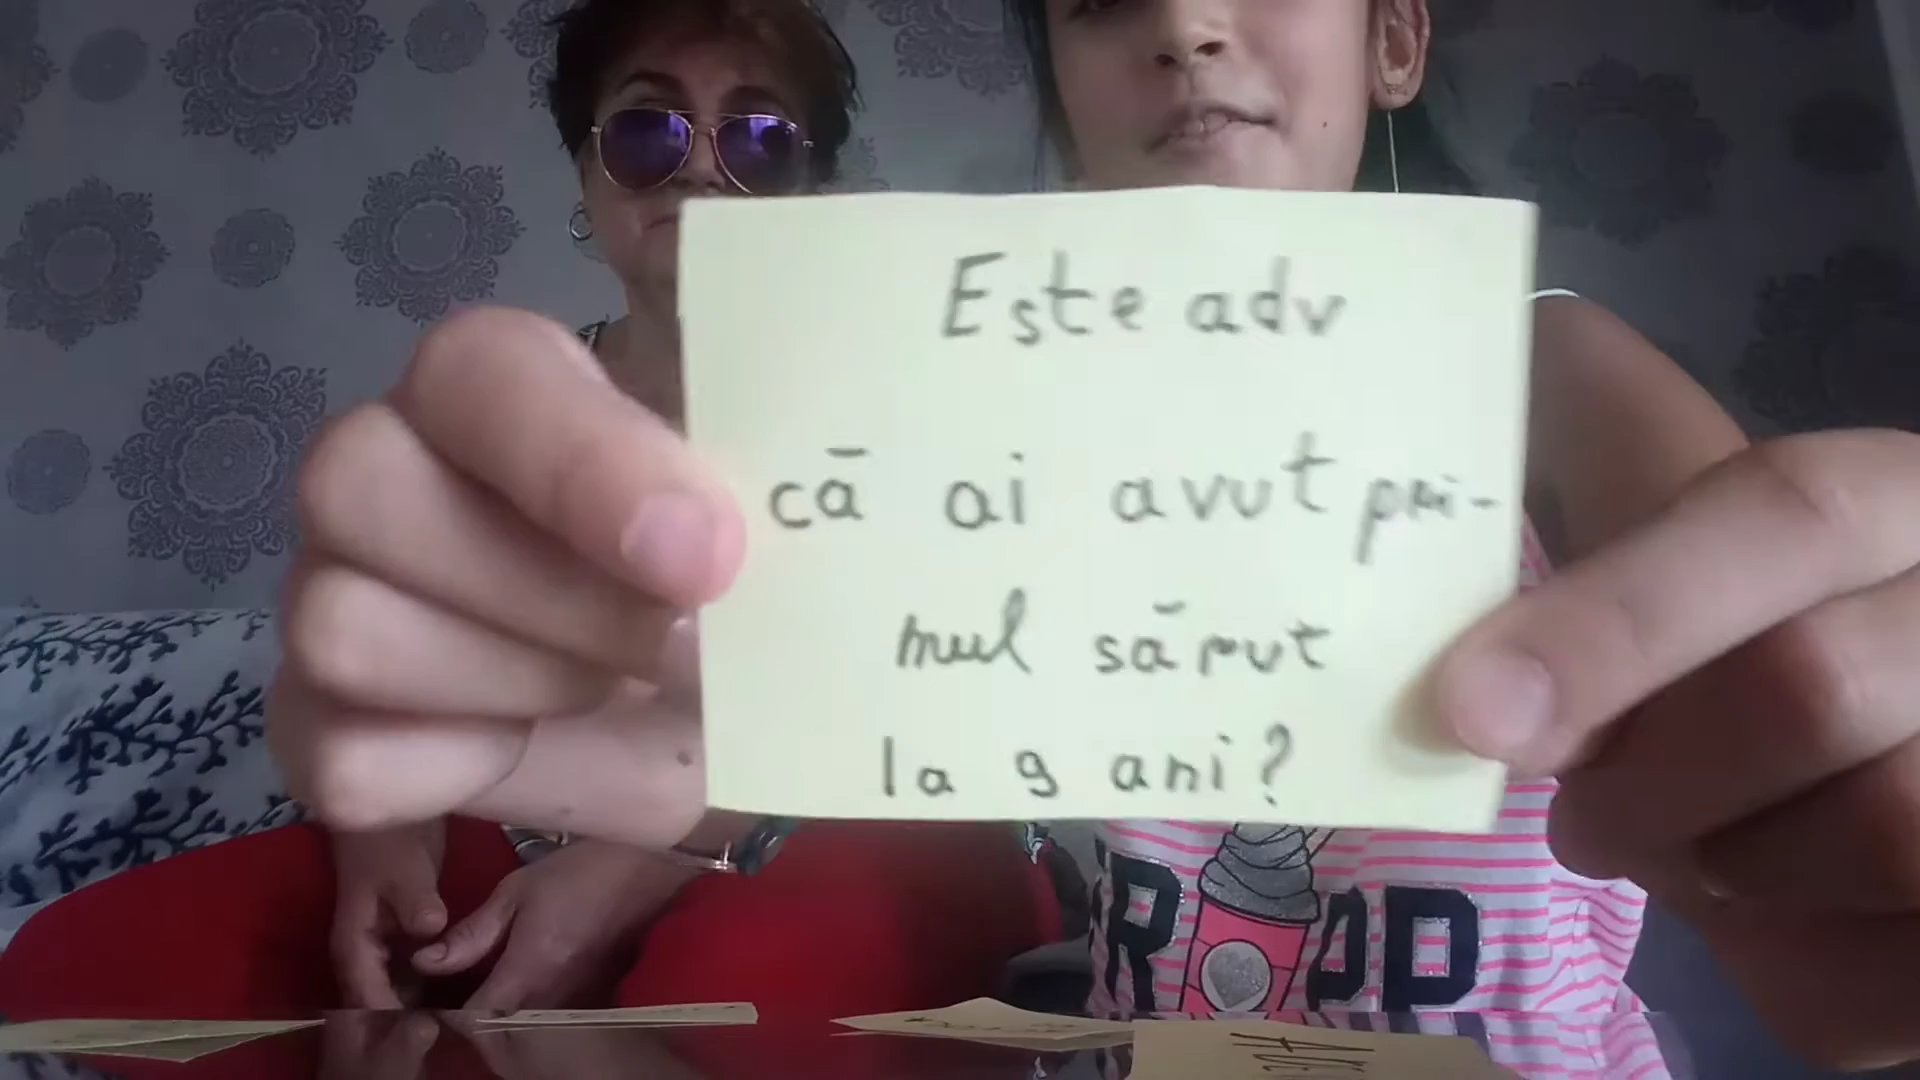 Este adv
că ai avut pri-
mul sărut
la 9 ani?